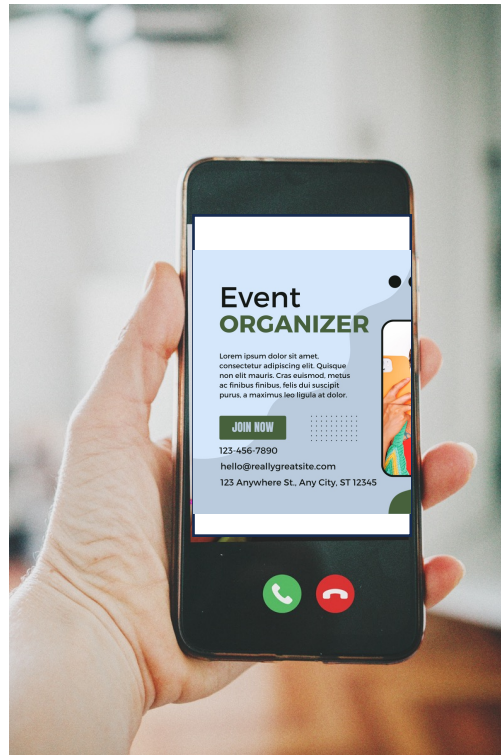 Event
ORGANIZER
Lorem ipsum dolor sit amet,
consectetur adipiscing elit. Quisque
non elit mauris. Cras euismod, metus
ac finibus finibus, felis dui suscipit
purus, a maximus leo ligula at dolor.
JOIN NOW
123-456-7890
hello@reallygreatsite.com
123 Anywhere St., Any City, ST 12345